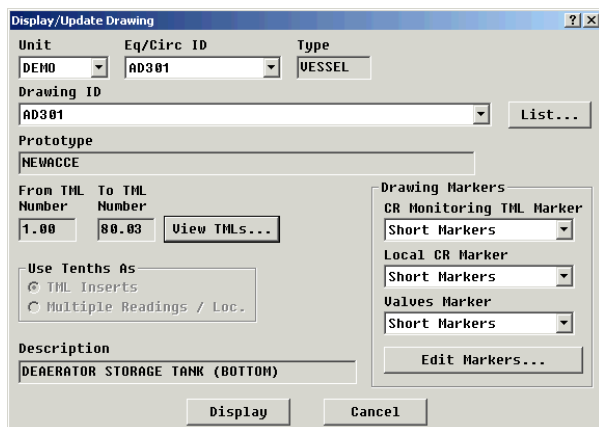 Display/Update Drawing
Unit Eq/Circ ID Type
DEMO AD301 VESSEL
Drawing ID
AD301 List...
Prototype
NEWACCE
From TML Number To TML Number
1.00 80.03 View TMLs...
Use Tenths As
TML Inserts
Multiple Readings / Loc.
Description
DEAERATOR STORAGE TANK (BOTTOM)
Drawing Markers
CR Monitoring TML Marker
Short Markers
Local CR Marker
Short Markers
Valves Marker
Short Markers
Edit Markers...
Display Cancel